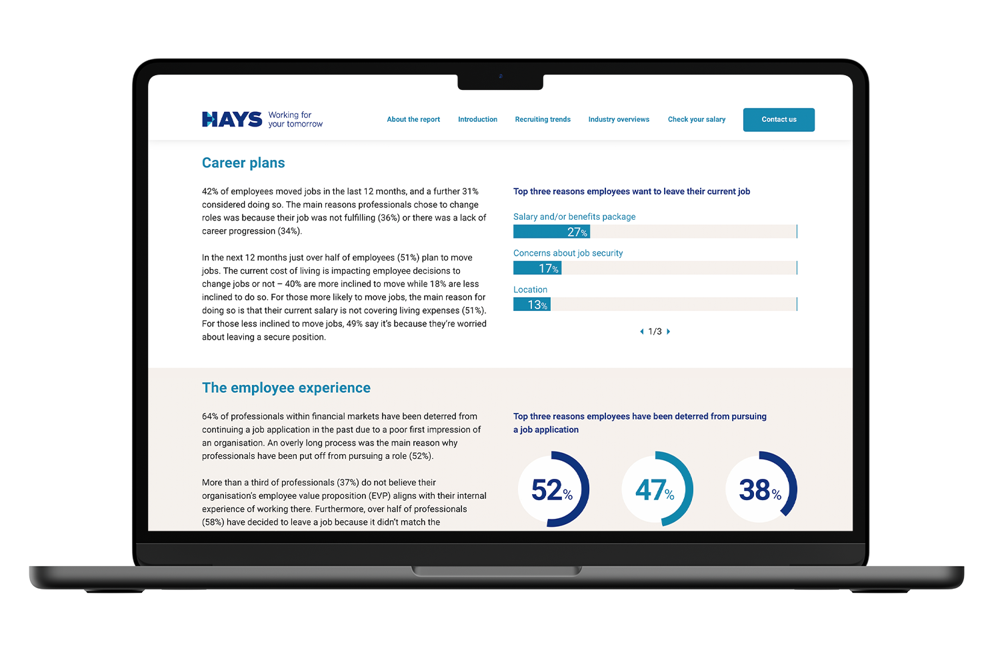 HAYS Working for
your tomorrow
About the report Introduction Recruiting trends Industry overviews Check your salary Contact us
Career plans
42% of employees moved jobs in the last 12 months, and a further 31%
considered doing so. The main reasons professionals chose to change
roles was because their job was not fulfilling (36%) or there was a lack of
career progression (34%).
In the next 12 months just over half of employees (51%) plan to move
jobs. The current cost of living is impacting employee decisions to
change jobs or not – 40% are more inclined to move while 18% are less
inclined to do so. For those more likely to move jobs, the main reason for
doing so is that their current salary is not covering living expenses (51%).
For those less inclined to move jobs, 49% say it's because they're worried
about leaving a secure position.
Top three reasons employees want to leave their current job
Salary and/or benefits package
27%
Concerns about job security
17%
Location
13%
1/3
The employee experience
64% of professionals within financial markets have been deterred from
continuing a job application in the past due to a poor first impression of
an organisation. An overly long process was the main reason why
professionals have been put off from pursuing a role (52%).
More than a third of professionals (37%) do not believe their
organisation's employee value proposition (EVP) aligns with their internal
experience of working there. Furthermore, over half of professionals
(58%) have decided to leave a job because it didn't match the
Top three reasons employees have been deterred from pursuing
a job application
52% 47% 38%